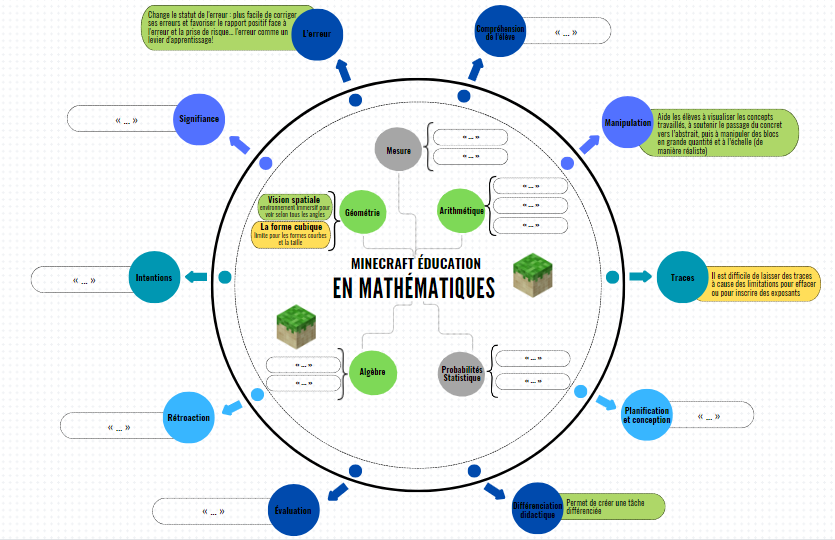 Change le statut de l'erreur : plus facile de corriger
ses erreurs et favoriser le rapport positif face à
l'erreur et la prise de risque... l'erreur comme un
levier d'apprentissage!
L'erreur
Compréhension
de l'élève
« ... »
« ... »
Signifiance
Manipulation
Aide les élèves à visualiser les concepts
travaillés, à soutenir le passage du concret
vers l'abstrait, puis à manipuler des blocs
en grande quantité et à l'échelle (de
manière réaliste)
Mesure
« ... »
« ... »
Vision spatiale
environnement immersif pour
voir selon tous les angles
La forme cubique
limite pour les formes courbes
et la taille
Géométrie
Arithmétique
« ... »
« ... »
« ... »
MINECRAFT ÉDUCATION
EN MATHÉMATIQUES
« ... »
Intentions
Traces
Il est difficile de laisser des traces
à cause des limitations pour effacer
ou pour inscrire des exposants
« ... »
« ... »
Algèbre
Probabilités
Statistique
« ... »
« ... »
« ... »
Rétroaction
Planification
et conception
« ... »
« ... »
Évaluation
Différenciation
didactique
Permet de créer une tâche
différenciée